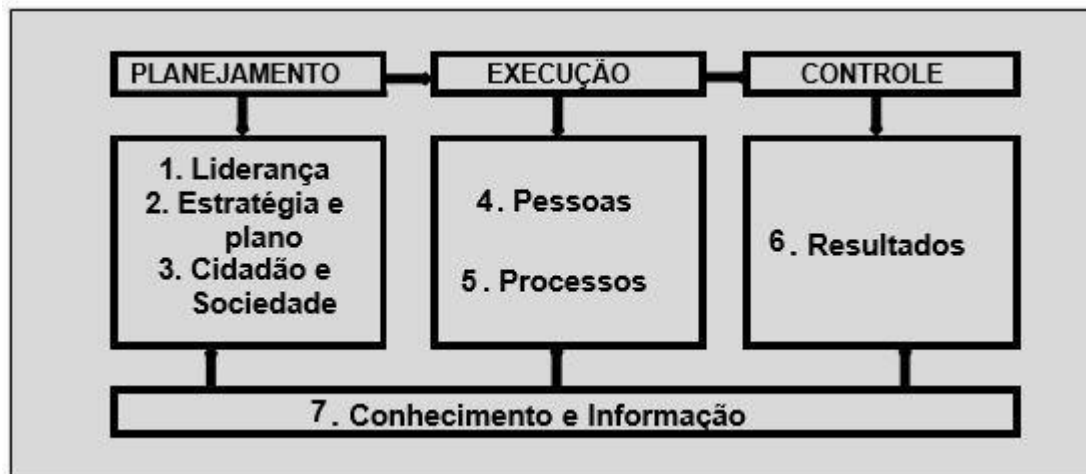 PLANEJAMENTO
EXECUÇÃO
CONTROLE
1. Liderança
2. Estratégia e
plano
3. Cidadão e
Sociedade
4. Pessoas
5. Processos
6. Resultados
7. Conhecimento e Informação